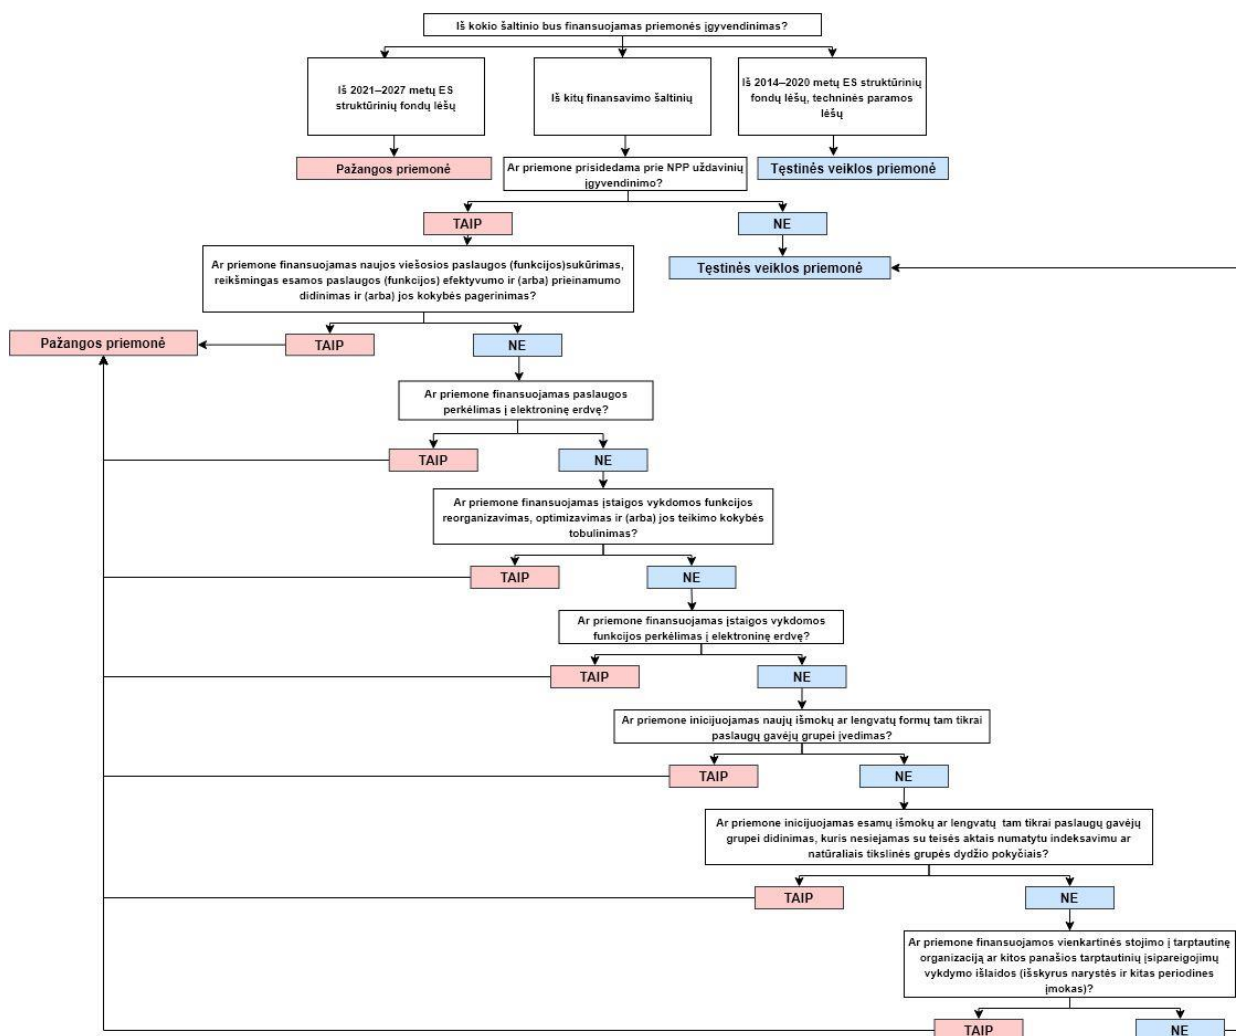 Iš kokio šaltinio bus finansuojamas priemonės įgyvendinimas?
Iš 2021–2027 metų ES
struktūrinių fondų lėšų
Iš kitų finansavimo šaltinių
Iš 2014–2020 metų ES struktūrinių
fondų lėšų, techninės paramos
lėšų
Pažangos priemonė
Ar priemone prisidedama prie NPP uždavinių
įgyvendinimo?
Tęstinės veiklos priemonė
TAIP
NE
Tęstinės veiklos priemonė
Ar priemone finansuojamas naujos viešosios paslaugos (funkcijos)sukūrimas,
reikšmingas esamos paslaugos (funkcijos) efektyvumo ir (arba) prieinamumo
didinimas ir (arba) jos kokybės pagerinimas?
Pažangos priemonė
TAIP
NE
Ar priemone finansuojamas paslaugos
perkėlimas į elektroninę erdvę?
TAIP
NE
Ar priemone finansuojamas įstaigos vykdomos funkcijos
reorganizavimas, optimizavimas ir (arba) jos teikimo kokybės
tobulinimas?
TAIP
NE
Ar priemone finansuojamas įstaigos vykdomos
funkcijos perkėlimas į elektroninę erdvę?
TAIP
NE
Ar priemone inicijuojamas naujų išmokų ar lengvatų formų tam tikrai
paslaugų gavėjų grupei įvedimas?
TAIP
NE
Ar priemone inicijuojamas esamų išmokų ar lengvatų tam tikrai paslaugų gavėjų
grupei didinimas, kuris nesiejamas su teisės aktais numatytu indeksavimu ar
natūraliais tikslinės grupės dydžio pokyčiais?
TAIP
NE
Ar priemone finansuojamos vienkartinės stojimo į tarptautinę
organizaciją ar kitos panašios tarptautinių įsipareigojimų
vykdymo išlaidos (išskyrus narystės ir kitas periodines
įmokas)?
TAIP
NE